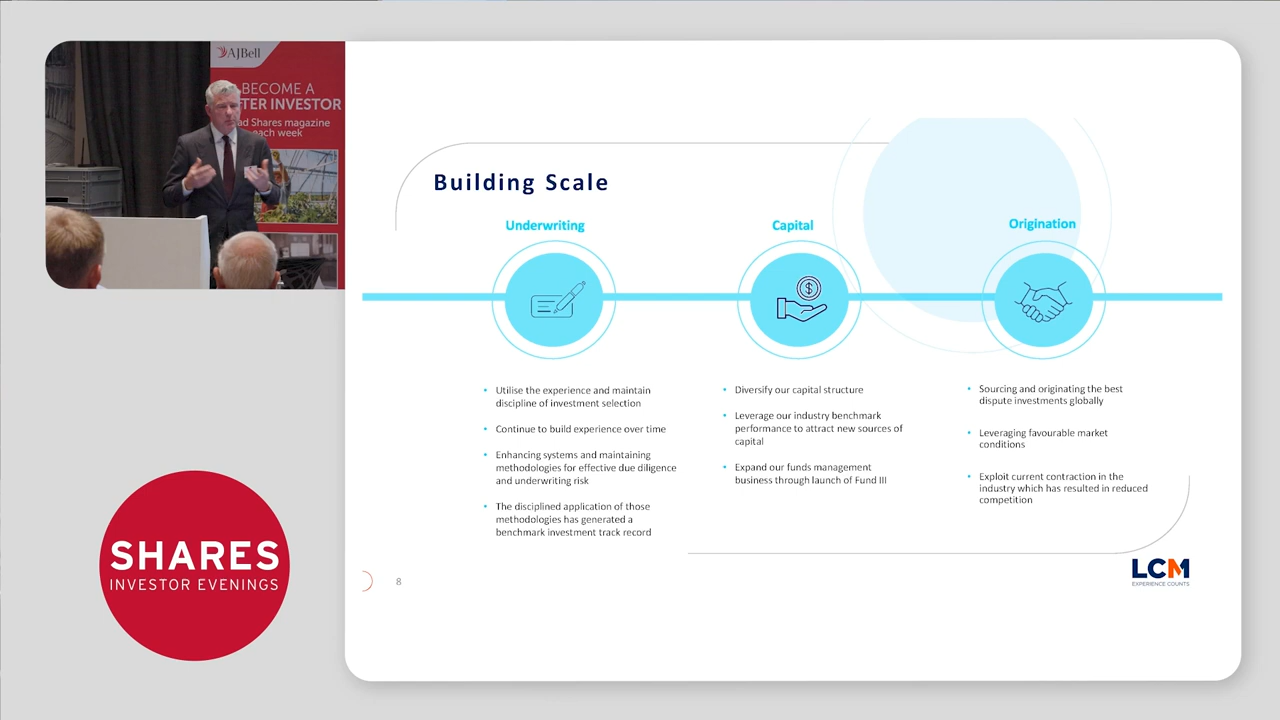 AJBell
BECOME A
TER INVESTOR
ad Shares magazine
each week
Building Scale
Underwriting
Capital
Origination
$
• Utilise the experience and maintain
discipline of investment selection
• Continue to build experience over time
• Enhancing systems and maintaining
methodologies for effective due diligence
and underwriting risk
• The disciplined application of those
methodologies has generated a
benchmark investment track record
• Diversify our capital structure
• Leverage our industry benchmark
performance to attract new sources of
capital
• Expand our funds management
business through launch of Fund III
• Sourcing and originating the best
dispute investments globally
• Leveraging favourable market
conditions
• Exploit current contraction in the
industry which has resulted in reduced
competition
SHARES
INVESTOR EVENINGS
8
LCM
EXPERIENCE COUNTS